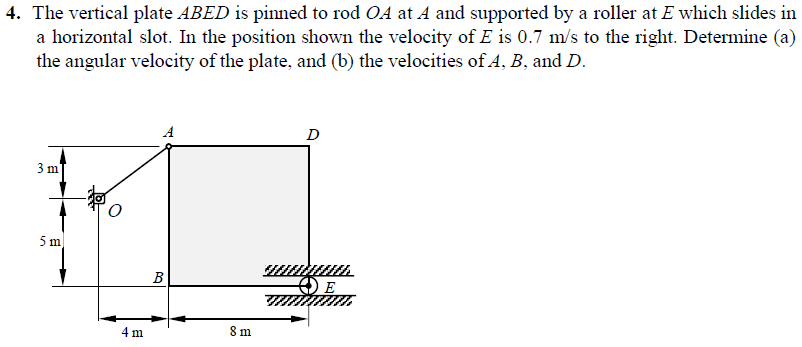 4. The vertical plate ABED is pinned to rod OA at A and supported by a roller at E which slides in
a horizontal slot. In the position shown the velocity of E is 0.7 m/s to the right. Determine (a)
the angular velocity of the plate, and (b) the velocities of A, B, and D.
A
D
3 m
O
5 m
B
E
4 m
8 m